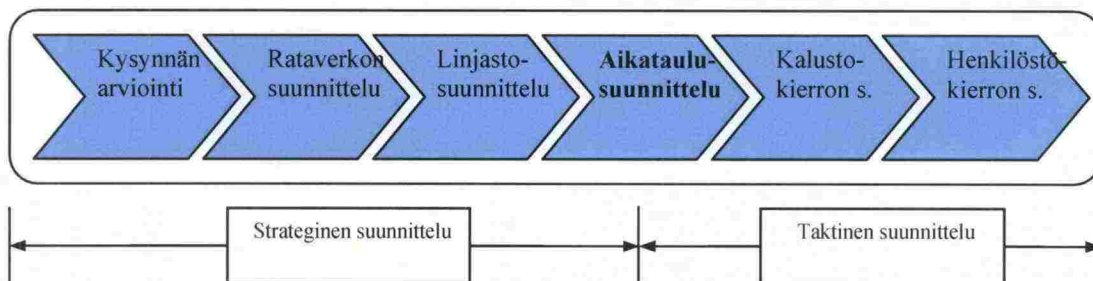 Kysynnän
arviointi
Rataverkon
suunnittelu
Linjasto-
suunnittelu
Aikataulu-
suunnittelu
Kalusto-
kierron s.
Henkilöstö-
kierron s.
Strateginen suunnittelu
Taktinen suunnittelu